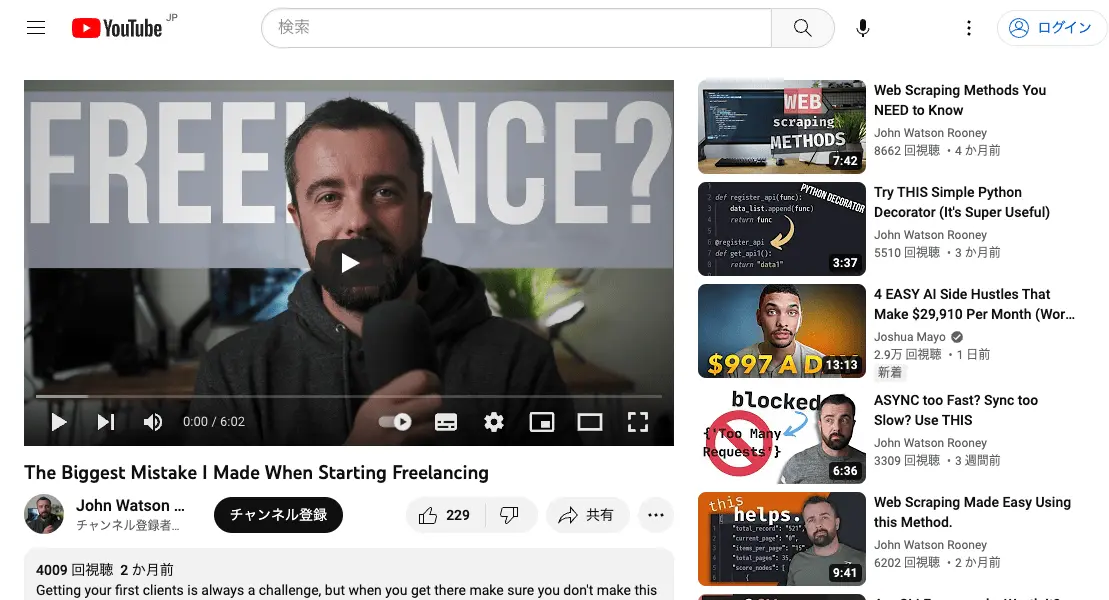 YouTube JP
検索
ログイン
FREELANCE?
0:00 / 6:02
The Biggest Mistake I Made When Starting Freelancing
John Watson ...
チャンネル登録者...
チャンネル登録
229
共有
4009 回視聴 2 か月前
Getting your first clients is always a challenge, but when you get there make sure you don't make this
WEB
scraping
METHODS
7:42
Web Scraping Methods You
NEED to Know
John Watson Rooney
8662 回視聴 ・4 か月前
PYTHON DECORATOR
def register_api(func):
data_list.append(func)
return func
@register_api
def get_api1():
return "data1"
3:37
Try THIS Simple Python
Decorator (It's Super Useful)
John Watson Rooney
5510 回視聴 ・3 か月前
$997 A D
13:13
4 EASY AI Side Hustles That
Make $29,910 Per Month (Wor...
Joshua Mayo
2.9万 回視聴 ・1 日前
新着
blocked
{'Too Many
Requests'}
6:36
ASYNC too Fast? Sync too
Slow? Use THIS
John Watson Rooney
3309 回視聴 ・3 週間前
this
helps.
"total_record": "521",
"current_page": "0",
"items_per_page": "15",
"total_pages": 35,
"score_nodes": [
{
9:41
Web Scraping Made Easy Using
this Method.
John Watson Rooney
6202 回視聴 ・2 か月前